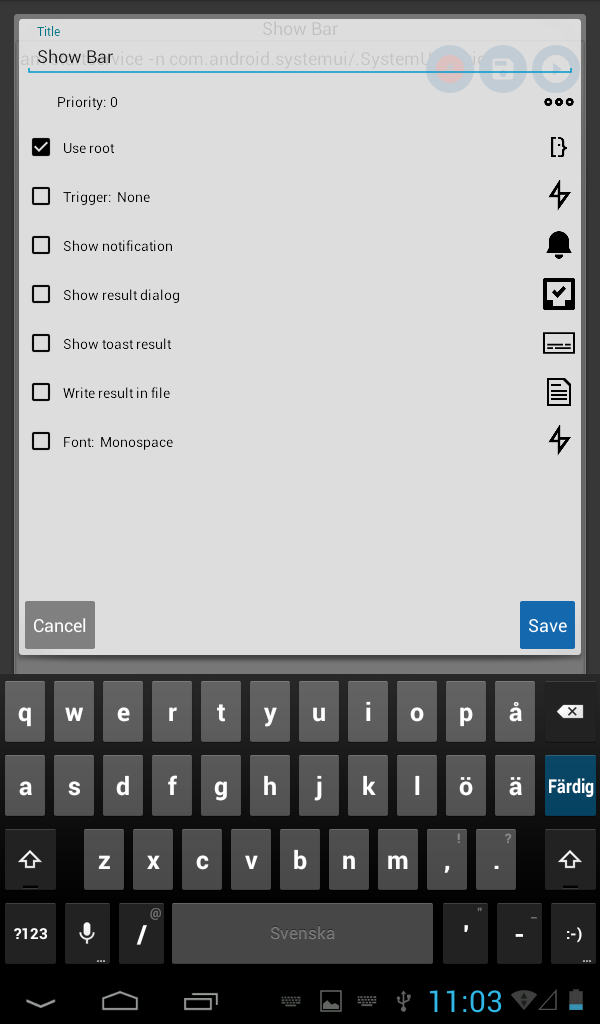 Title
Show Bar
Show Bar
am startservice -n com.android.systemui/.SystemUIService
Priority: 0
Use root
Trigger: None
Show notification
Show result dialog
Show toast result
Write result in file
Font: Monospace
Cancel
Save
q w e r t y u i o p å
a s d f g h j k l ö ä Färdig
z x c v b n m , ! . ?
?123 ... / @ Svenska ' " - _ :-) ...
11:03